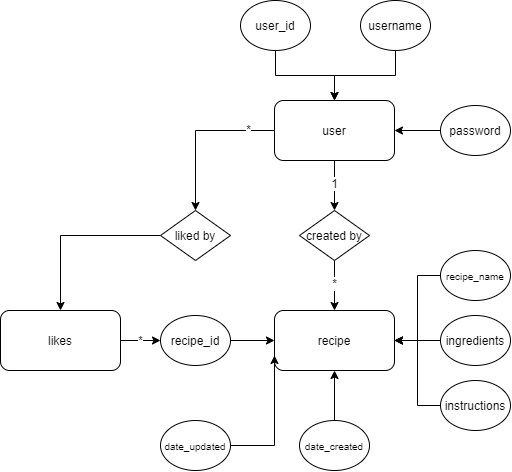 user_id
username
*
user
password
1
liked by
created by
recipe_name
*
likes
*
recipe_id
recipe
ingredients
instructions
date_updated
date_created